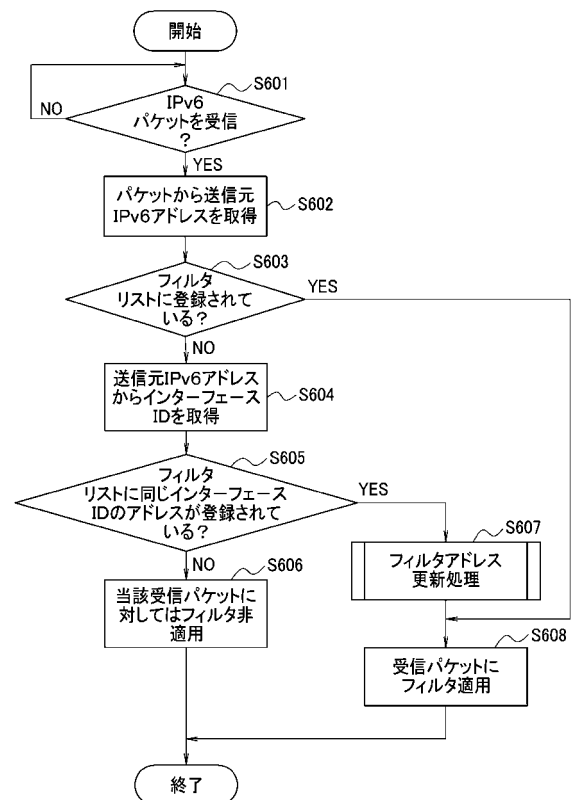 開始
S601
IPv6
パケットを受信
?
NO
YES
パケットから送信元
IPv6アドレスを取得
S602
S603
フィルタ
リストに登録されて
いる?
YES
NO
送信元IPv6アドレス
からインターフェース
IDを取得
S604
S605
フィルタ
リストに同じインターフェース
IDのアドレスが登録されて
いる?
YES
NO
S606
当該受信パケットに
対してはフィルタ非
適用
S607
フィルタアドレス
更新処理
S608
受信パケットに
フィルタ適用
終了